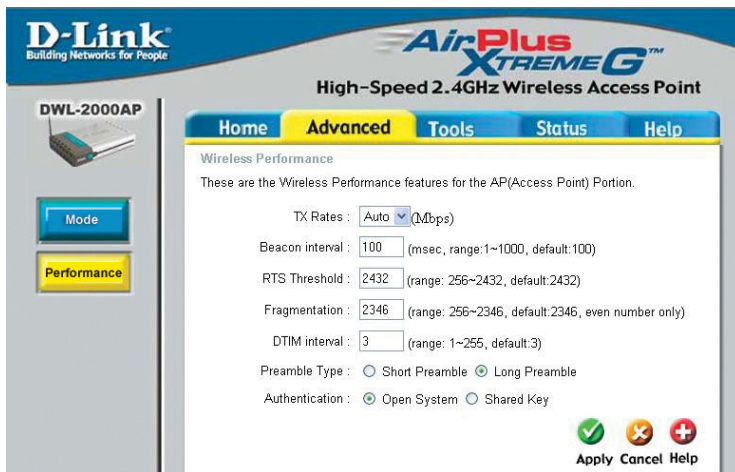 D-Link
Building Networks for People
AirPlus
XTREME G™
High-Speed 2.4GHz Wireless Access Point
DWL-2000AP
Home Advanced Tools Status Help
Mode
Performance
Wireless Performance
These are the Wireless Performance features for the AP(Access Point) Portion.
TX Rates : Auto (Mbps)
Beacon interval : 100 (msec, range:1~1000, default:100)
RTS Threshold : 2432 (range: 256~2432, default:2432)
Fragmentation : 2346 (range: 256~2346, default:2346, even number only)
DTIM interval : 3 (range: 1~255, default:3)
Preamble Type : Short Preamble Long Preamble
Authentication : Open System Shared Key
Apply Cancel Help